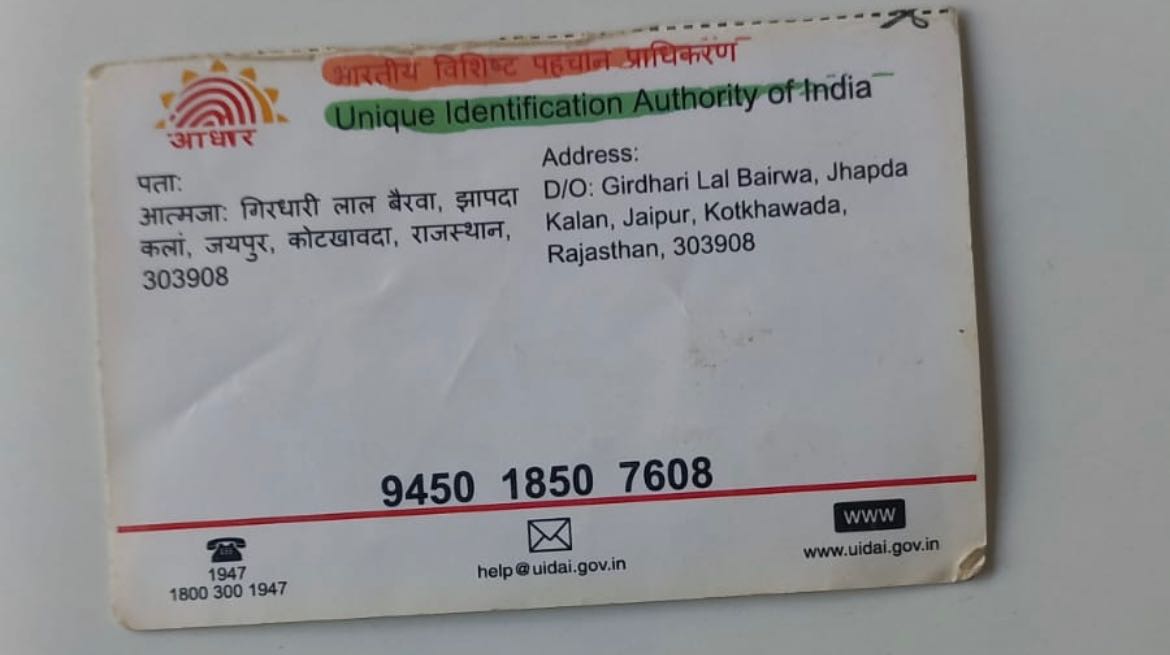 भारतीय विशिष्ट पहचान प्राधिकरण
Unique Identification Authority of India
आधार
पता:
आत्मजा: गिरधारी लाल बैरवा, झापदा
कलां, जयपुर, कोटखावदा, राजस्थान,
303908
Address:
D/O: Girdhari Lal Bairwa, Jhapda
Kalan, Jaipur, Kotkhawada,
Rajasthan, 303908
9450 1850 7608
1947
1800 300 1947
help@uidai.gov.in
WWW
www.uidai.gov.in